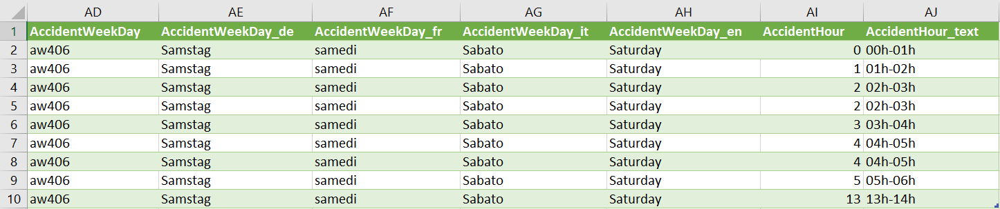 AD AE AF AG AH AI AJ
1 AccidentWeekDay AccidentWeekDay_de AccidentWeekDay_fr AccidentWeekDay_it AccidentWeekDay_en AccidentHour AccidentHour_text
2 aw406 Samstag samedi Sabato Saturday 0 00h-01h
3 aw406 Samstag samedi Sabato Saturday 1 01h-02h
4 aw406 Samstag samedi Sabato Saturday 2 02h-03h
5 aw406 Samstag samedi Sabato Saturday 2 02h-03h
6 aw406 Samstag samedi Sabato Saturday 3 03h-04h
7 aw406 Samstag samedi Sabato Saturday 4 04h-05h
8 aw406 Samstag samedi Sabato Saturday 4 04h-05h
9 aw406 Samstag samedi Sabato Saturday 5 05h-06h
10 aw406 Samstag samedi Sabato Saturday 13 13h-14h